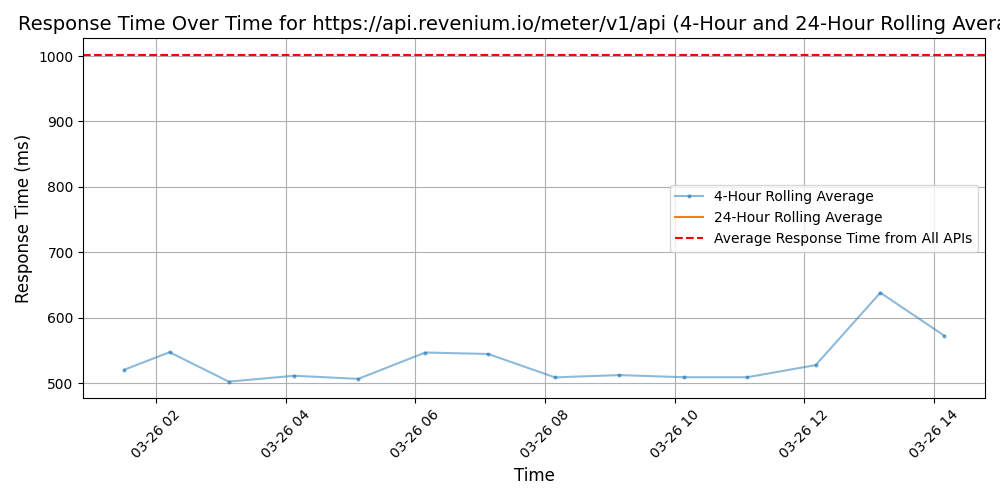 Response Time Over Time for https://api.revenium.io/meter/v1/api (4-Hour and 24-Hour Rolling Avera
Response Time (ms)
1000
900
800
700
600
500
4-Hour Rolling Average
24-Hour Rolling Average
Average Response Time from All APIs
03-26 02
03-26 04
03-26 06
03-26 08
03-26 10
03-26 12
03-26 14
Time